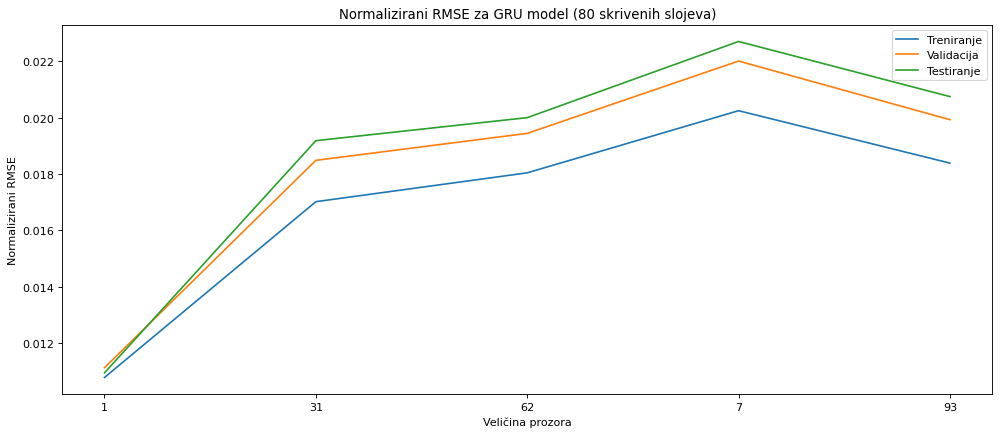 Normalizirani RMSE za GRU model (80 skrivenih slojeva)
Treniranje
Validacija
Testiranje
0.022
0.020
0.018
0.016
0.014
0.012
Normalizirani RMSE
1 31 62 7 93
Veličina prozora